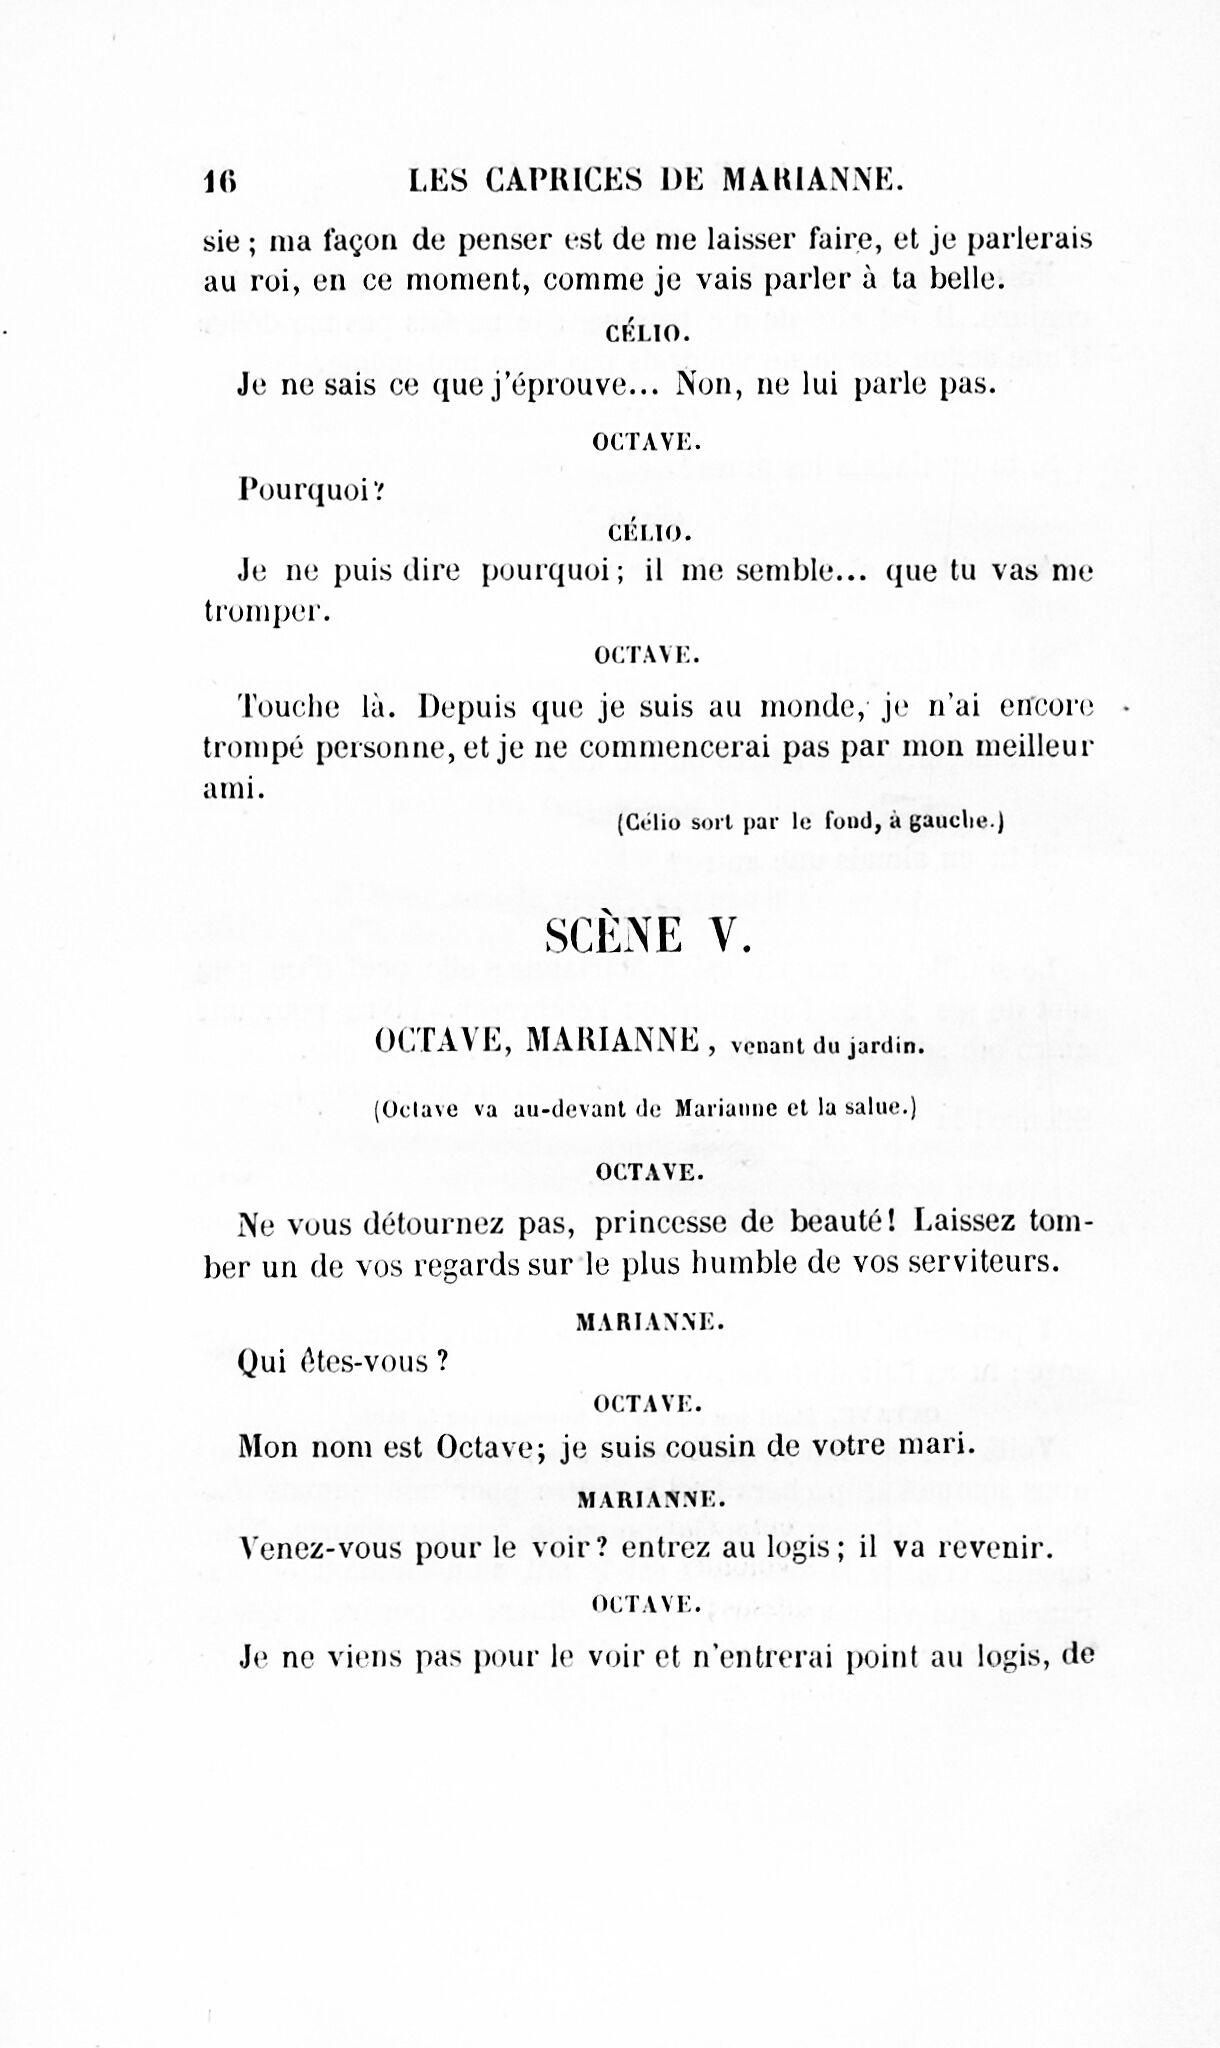 16 LES CAPRICES DE MARIANNE.
sie ; ma façon de penser est de me laisser faire, et je parlerais
au roi, en ce moment, comme je vais parler à ta belle.
CÉLIO.
Je ne sais ce que j'éprouve... Non, ne lui parle pas.
OCTAVE.
Pourquoi ?
CÉLIO.
Je ne puis dire pourquoi ; il me semble... que tu vas me
tromper.
OCTAVE.
Touche là. Depuis que je suis au monde, je n'ai encore
trompé personne, et je ne commencerai pas par mon meilleur
ami.
(Célio sort par le fond, à gauche.)
SCÈNE V.
OCTAVE, MARIANNE, venant du jardin.
(Octave va au-devant de Marianne et la salue.)
OCTAVE.
Ne vous détournez pas, princesse de beauté! Laissez tom-
ber un de vos regards sur le plus humble de vos serviteurs.
MARIANNE.
Qui êtes-vous ?
OCTAVE.
Mon nom est Octave; je suis cousin de votre mari.
MARIANNE.
Venez-vous pour le voir? entrez au logis ; il va revenir.
OCTAVE.
Je ne viens pas pour le voir et n'entrerai point au logis, de